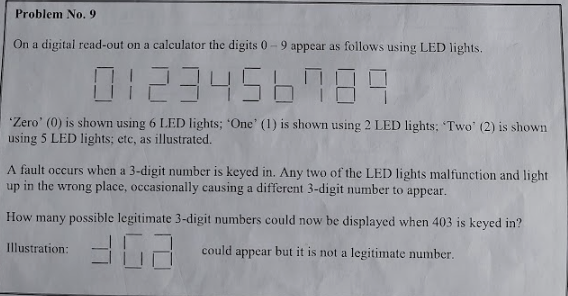 Problem No. 9
On a digital read-out on a calculator the digits 0 – 9 appear as follows using LED lights.
0 1 2 3 4 5 6 7 8 9
'Zero' (0) is shown using 6 LED lights; 'One' (1) is shown using 2 LED lights; 'Two' (2) is shown
using 5 LED lights; etc, as illustrated.
A fault occurs when a 3-digit number is keyed in. Any two of the LED lights malfunction and light
up in the wrong place, occasionally causing a different 3-digit number to appear.
How many possible legitimate 3-digit numbers could now be displayed when 403 is keyed in?
Illustration:
could appear but it is not a legitimate number.